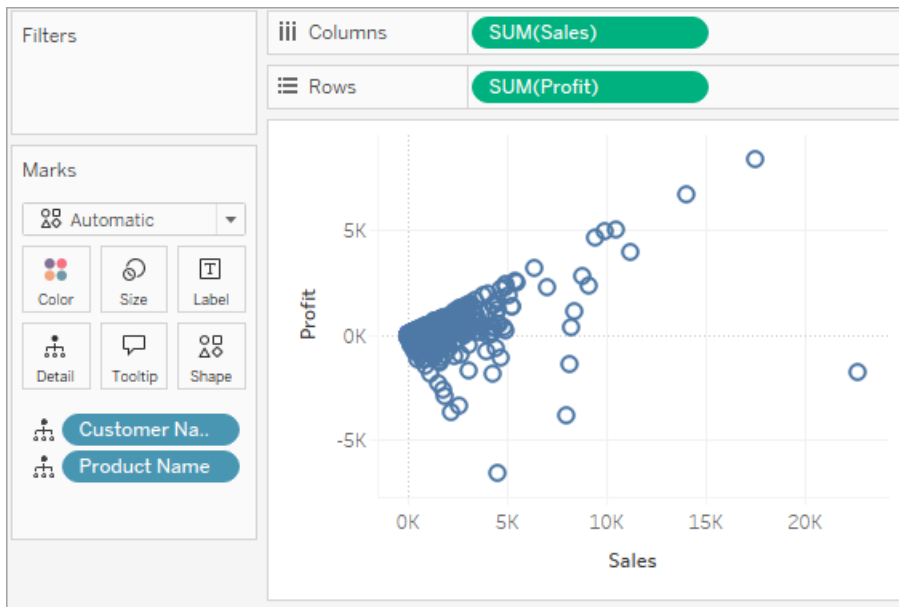 Filters
Columns
SUM(Sales)
Rows
SUM(Profit)
Marks
Automatic
Color
Size
Label
Detail
Tooltip
Shape
Customer Na..
Product Name
Profit
5K
0K
-5K
0K
5K
10K
15K
20K
Sales